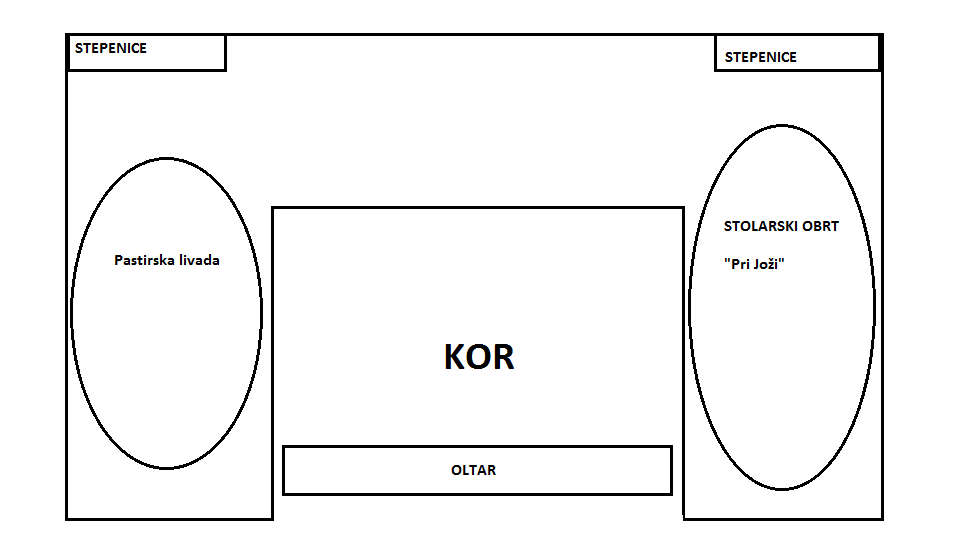 STEPENICE
STEPENICE
Pastirska livada
STOLARSKI OBRT
"Pri Joži"
KOR
OLTAR